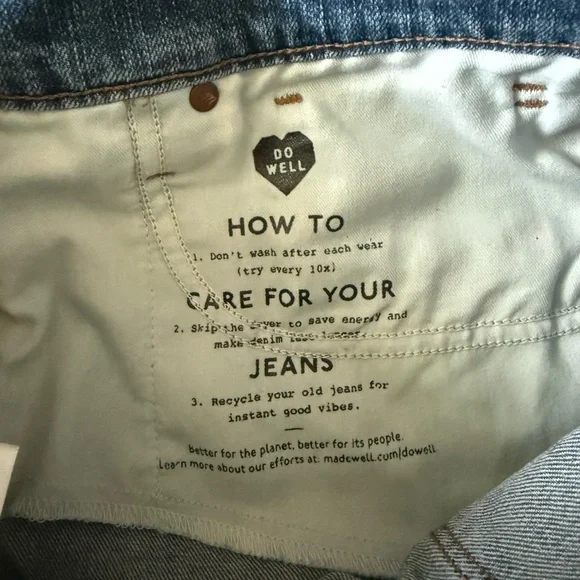 DO
WELL
HOW TO
1. Don't wash after each wear
(try every 10x)
CARE FOR YOUR
2. Skip the dryer to save energy and
make denim last longer.
JEANS
3. Recycle your old jeans for
instant good vibes.
better for the planet. better for its people.
Learn more about our efforts at: madewell.com/dowell